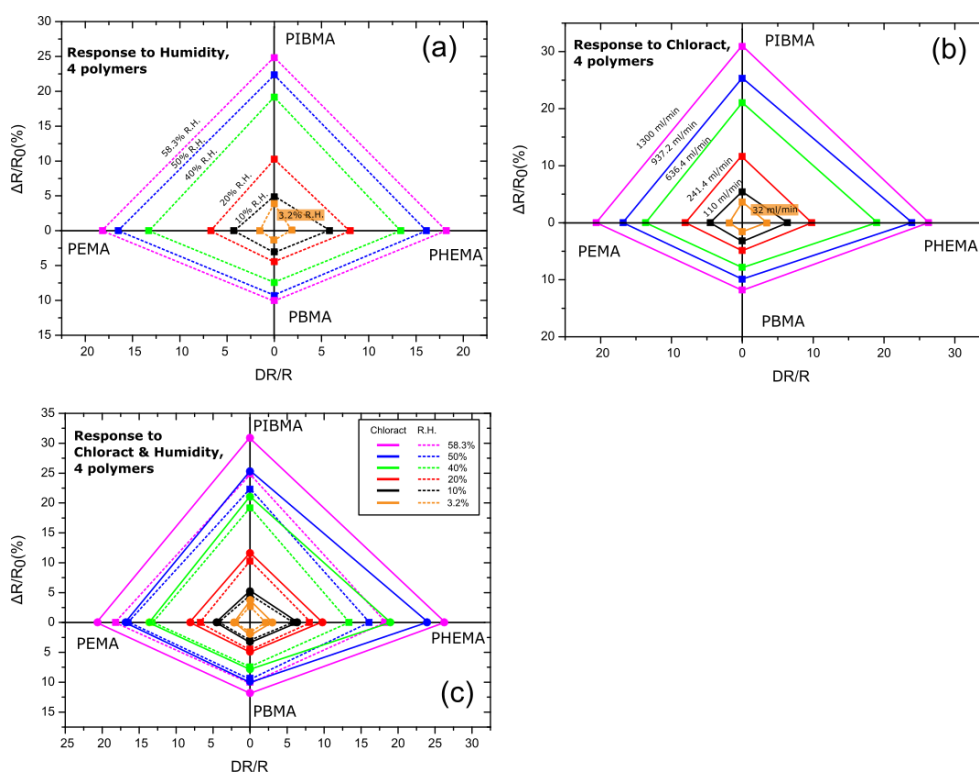 PIBMA
(a)
Response to Humidity,
4 polymers
30
25
20
15
10
5
0
5
10
15
ΔR/R0(%)
58.3% R.H.
50% R.H.
40% R.H.
20% R.H.
10% R.H.
3.2% R.H.
PEMA
PHEMA
PBMA
20 15 10 5 0 5 10 15 20
DR/R
PIBMA
(b)
Response to Chloract,
4 polymers
30
20
10
0
10
20
ΔR/R0(%)
1300 ml/min
937.2 ml/min
636.4 ml/min
241.4 ml/min
110 ml/min
32 ml/min
PEMA
PHEMA
PBMA
20 10 0 10 20 30
DR/R
PIBMA
Response to
Chloract & Humidity,
4 polymers
Chloract R.H.
58.3%
50%
40%
20%
10%
3.2%
35
30
25
20
15
10
5
0
5
10
15
ΔR/R0(%)
PEMA
PHEMA
(c)
PBMA
25 20 15 10 5 0 5 10 15 20 25 30
DR/R